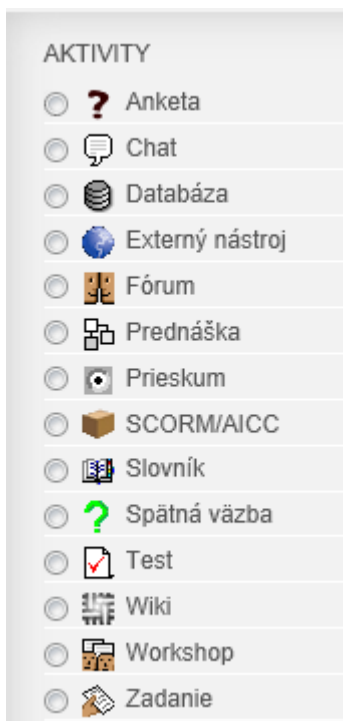 AKTIVITY
Anketa
Chat
Databáza
Externý nástroj
Fórum
Prednáška
Prieskum
SCORM/AICC
Slovník
Spätná väzba
Test
Wiki
Workshop
Zadanie